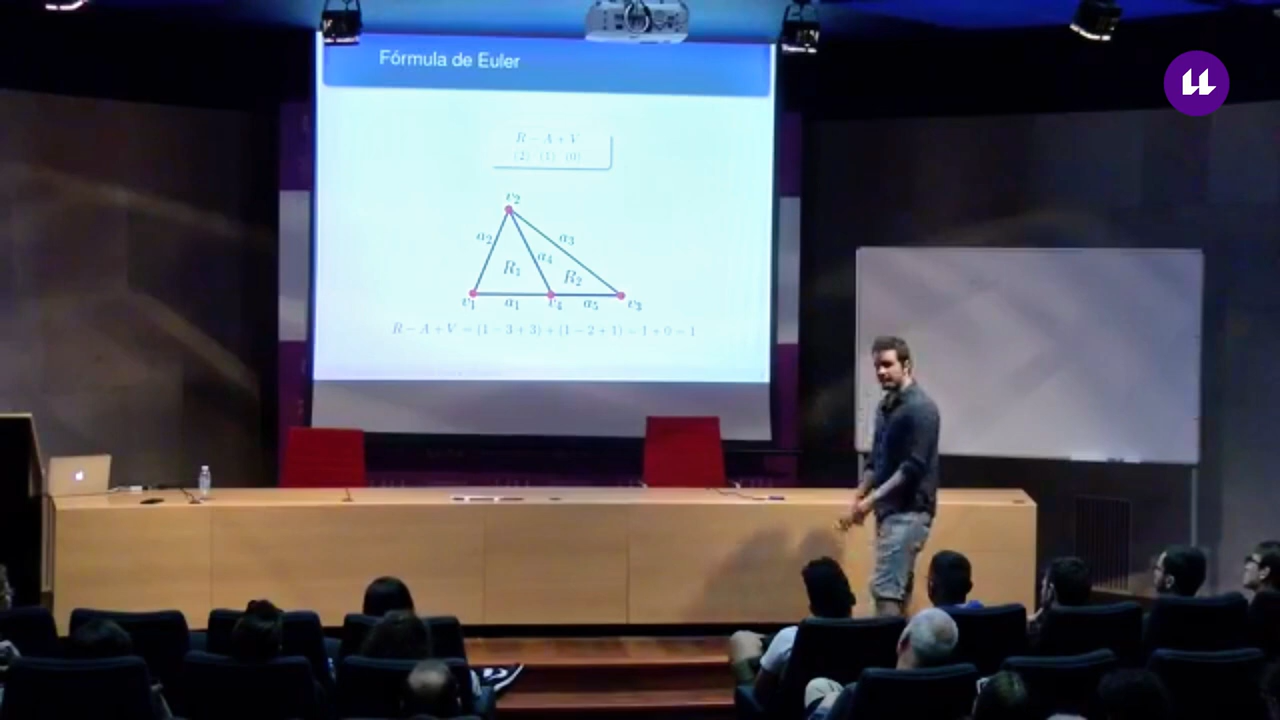 Fórmula de Euler
R − A + V
(2) (1) (0)
v2
a2
a3
a4
R1
R2
v1
a1
v4
a5
v3
R − A + V = (1 − 3 + 3) + (1 − 2 + 1) = 1 + 0 = 1